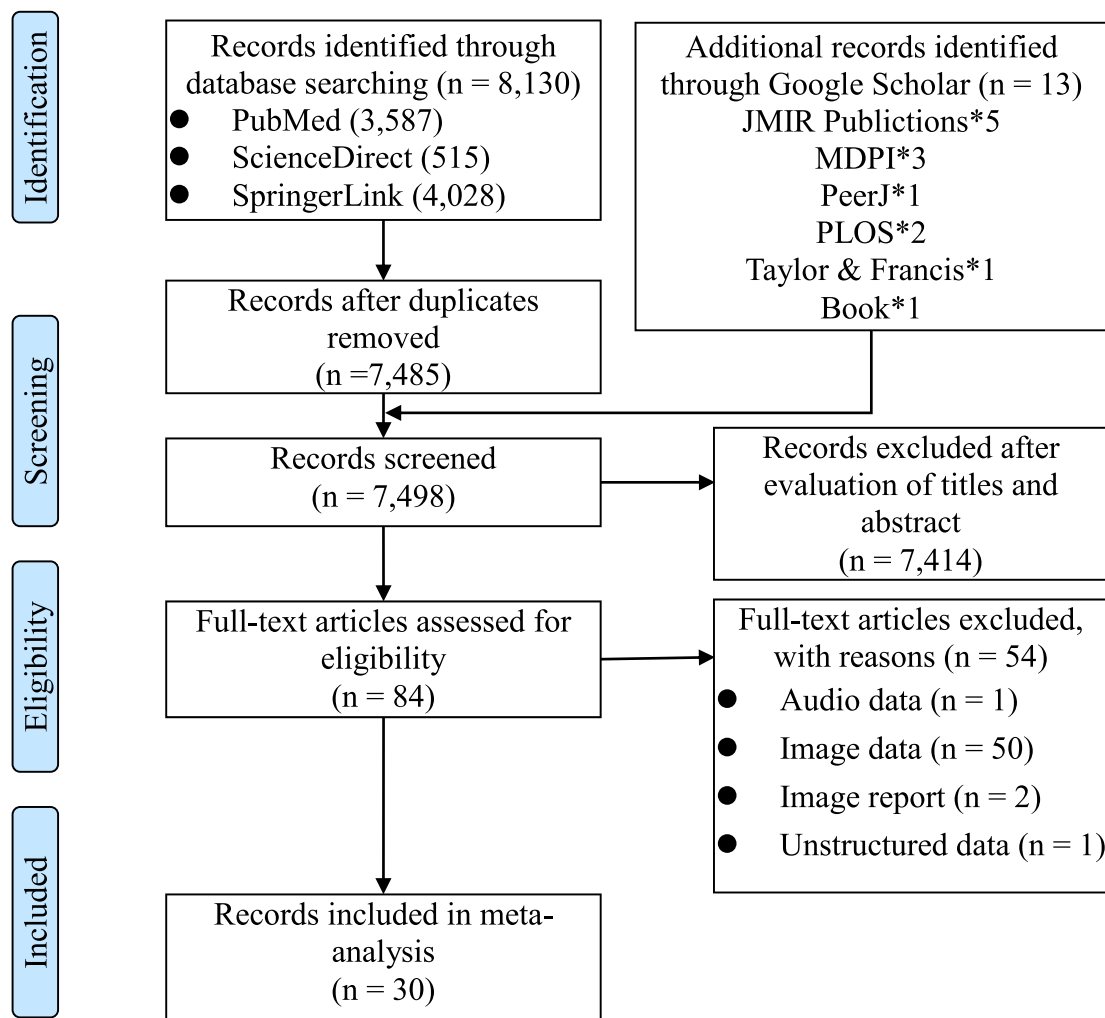 Identification
Records identified through
database searching (n = 8,130)
● PubMed (3,587)
● ScienceDirect (515)
● SpringerLink (4,028)
Additional records identified
through Google Scholar (n = 13)
JMIR Publictions*5
MDPI*3
PeerJ*1
PLOS*2
Taylor & Francis*1
Book*1
Screening
Records after duplicates
removed
(n =7,485)
Records screened
(n = 7,498)
Records excluded after
evaluation of titles and
abstract
(n = 7,414)
Eligibility
Full-text articles assessed for
eligibility
(n = 84)
Full-text articles excluded,
with reasons (n = 54)
● Audio data (n = 1)
● Image data (n = 50)
● Image report (n = 2)
● Unstructured data (n = 1)
Included
Records included in meta-
analysis
(n = 30)